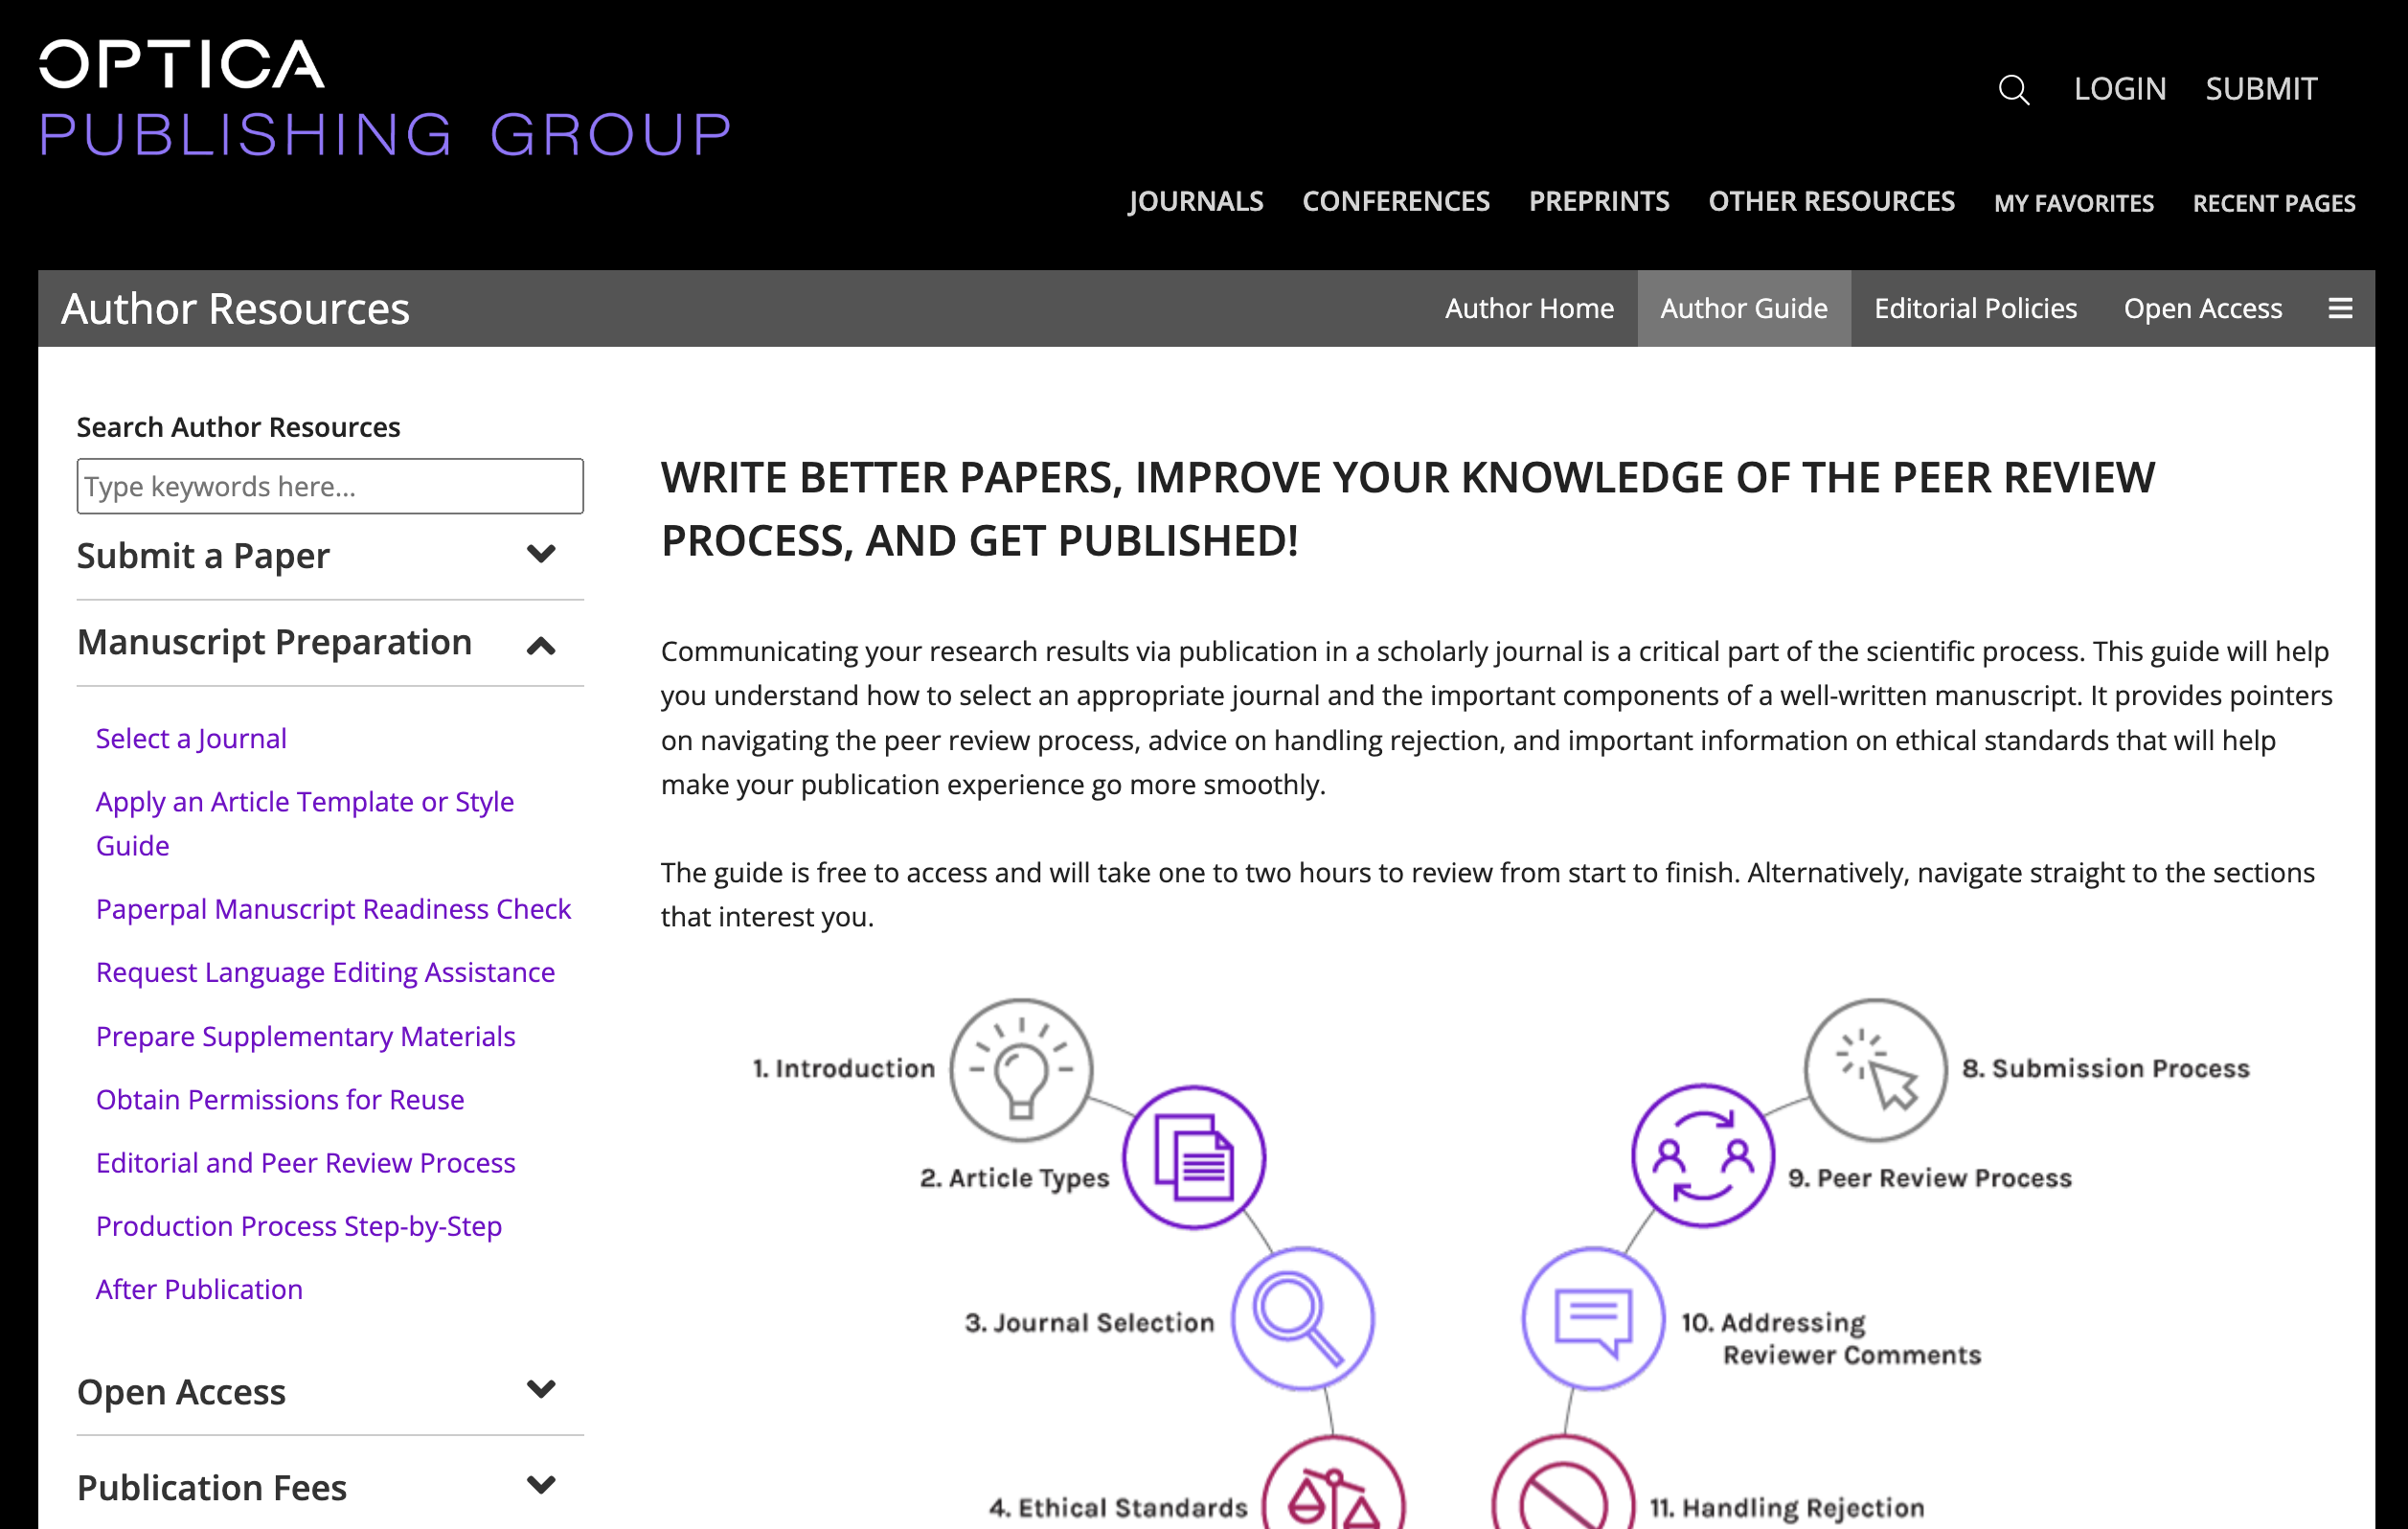 OPTICA
PUBLISHING GROUP
LOGIN SUBMIT
JOURNALS CONFERENCES PREPRINTS OTHER RESOURCES MY FAVORITES RECENT PAGES
Author Resources
Author Home Author Guide Editorial Policies Open Access
Search Author Resources
Type keywords here...
Submit a Paper
Manuscript Preparation
Select a Journal
Apply an Article Template or Style
Guide
Paperpal Manuscript Readiness Check
Request Language Editing Assistance
Prepare Supplementary Materials
Obtain Permissions for Reuse
Editorial and Peer Review Process
Production Process Step-by-Step
After Publication
Open Access
Publication Fees
WRITE BETTER PAPERS, IMPROVE YOUR KNOWLEDGE OF THE PEER REVIEW
PROCESS, AND GET PUBLISHED!
Communicating your research results via publication in a scholarly journal is a critical part of the scientific process. This guide will help
you understand how to select an appropriate journal and the important components of a well-written manuscript. It provides pointers
on navigating the peer review process, advice on handling rejection, and important information on ethical standards that will help
make your publication experience go more smoothly.
The guide is free to access and will take one to two hours to review from start to finish. Alternatively, navigate straight to the sections
that interest you.
1. Introduction
2. Article Types
3. Journal Selection
4. Ethical Standards
8. Submission Process
9. Peer Review Process
10. Addressing
Reviewer Comments
11. Handling Rejection